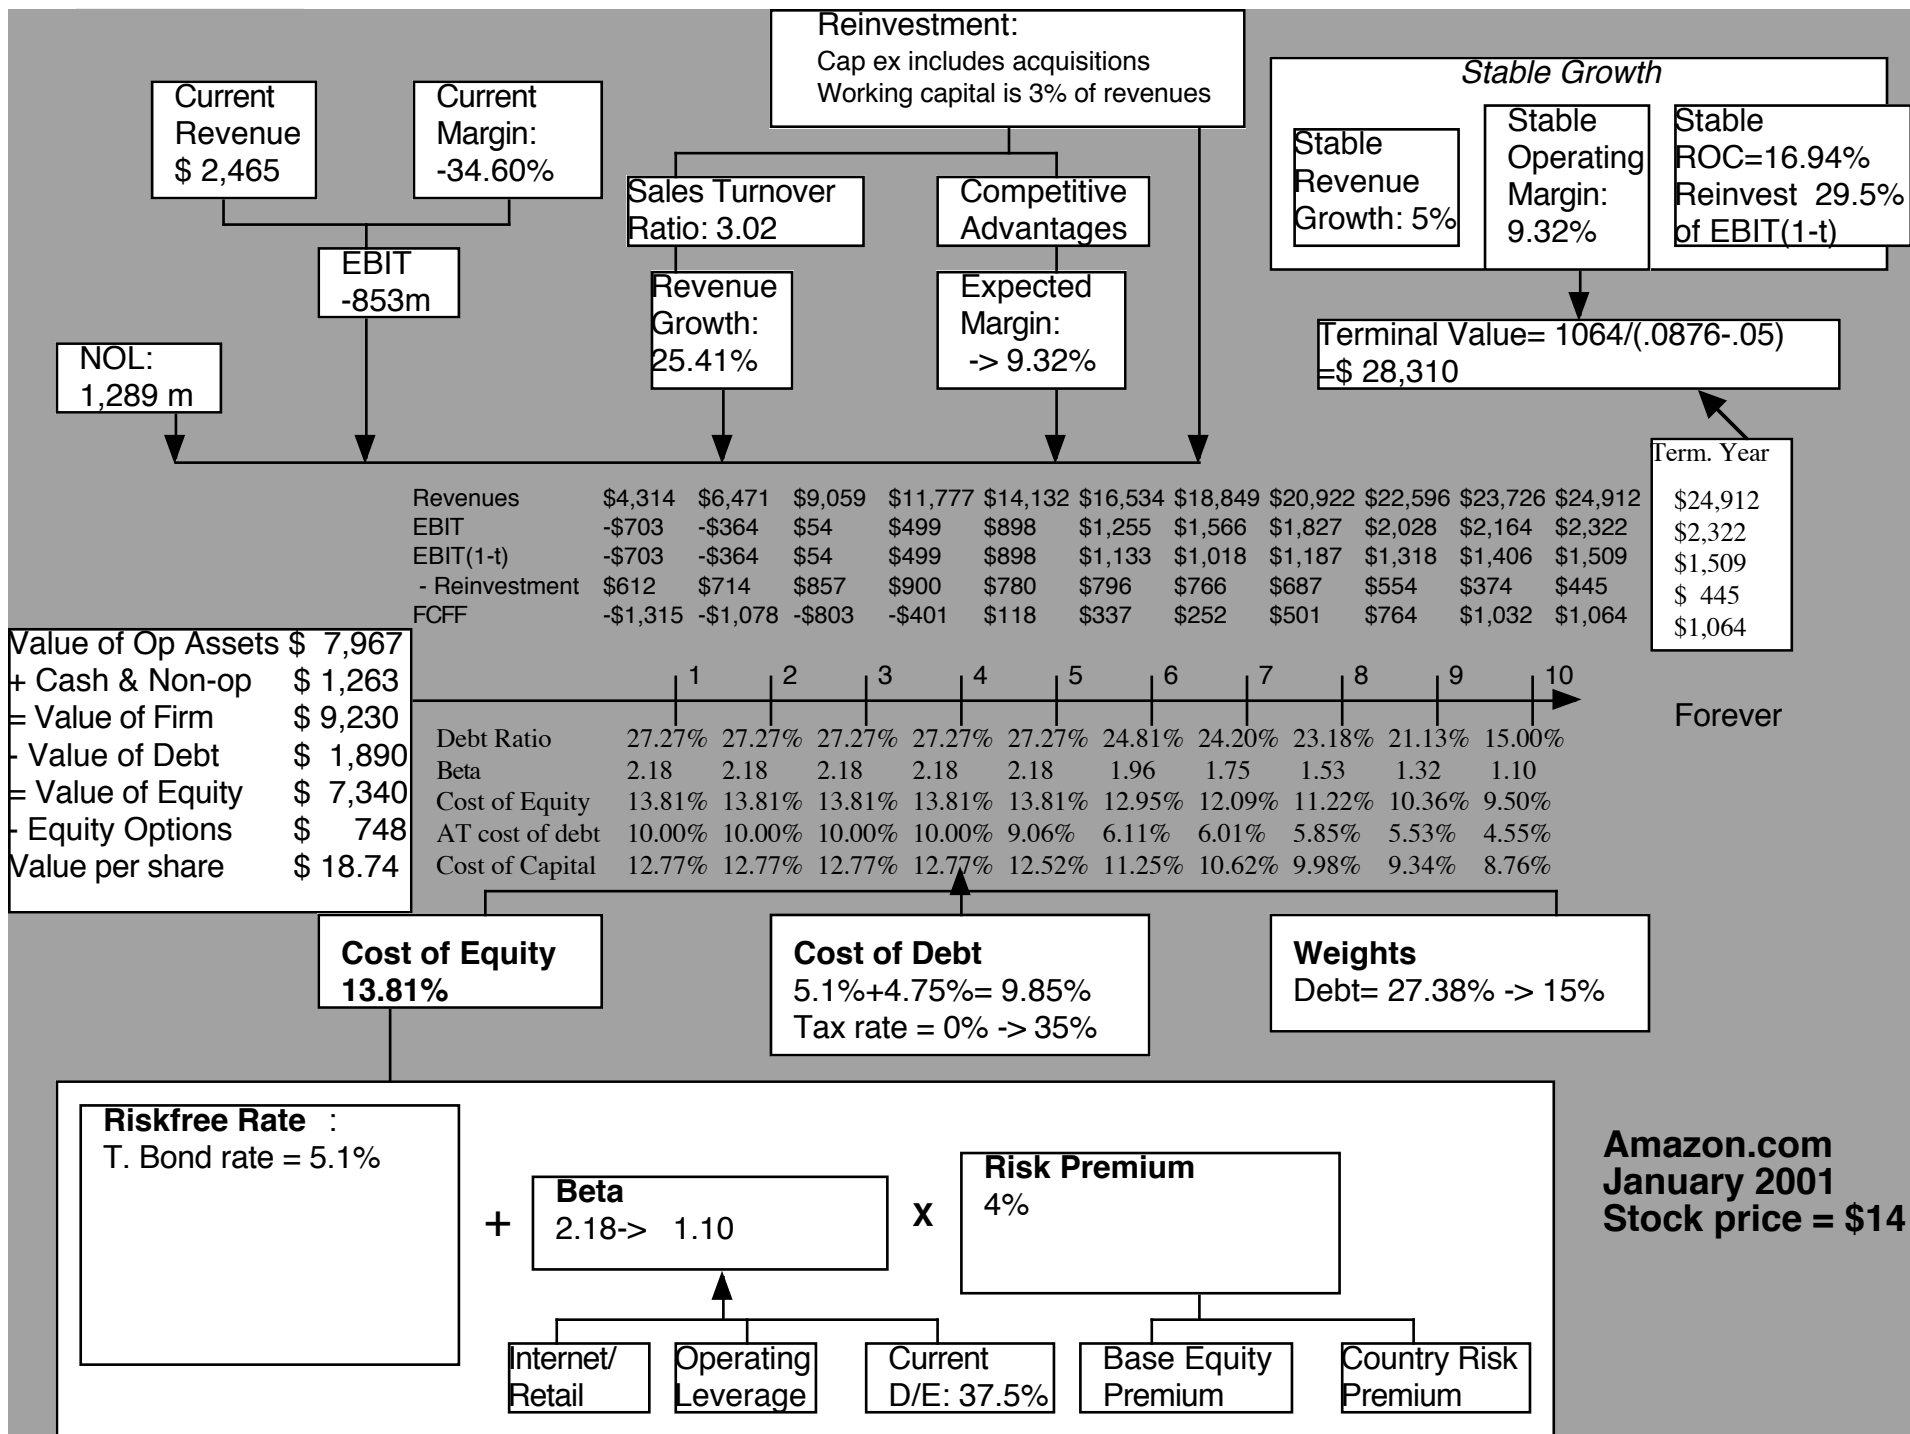 Reinvestment:
Cap ex includes acquisitions
Working capital is 3% of revenues
Current
Revenue
$ 2,465
Current
Margin:
-34.60%
Stable Growth
Stable
Revenue
Growth: 5%
Stable
Operating
Margin:
9.32%
Stable
ROC=16.94%
Reinvest 29.5%
of EBIT(1-t)
Sales Turnover
Ratio: 3.02
Competitive
Advantages
EBIT
-853m
Revenue
Growth:
25.41%
Expected
Margin:
-> 9.32%
NOL:
1,289 m
Terminal Value= 1064/(.0876-.05)
=$ 28,310
Term. Year
$24,912
$2,322
$1,509
$ 445
$1,064
Revenues $4,314 $6,471 $9,059 $11,777 $14,132 $16,534 $18,849 $20,922 $22,596 $23,726 $24,912
EBIT -$703 -$364 $54 $499 $898 $1,255 $1,566 $1,827 $2,028 $2,164 $2,322
EBIT(1-t) -$703 -$364 $54 $499 $898 $1,133 $1,018 $1,187 $1,318 $1,406 $1,509
- Reinvestment $612 $714 $857 $900 $780 $796 $766 $687 $554 $374 $445
FCFF -$1,315 -$1,078 -$803 -$401 $118 $337 $252 $501 $764 $1,032 $1,064
Value of Op Assets $ 7,967
+ Cash & Non-op $ 1,263
= Value of Firm $ 9,230
- Value of Debt $ 1,890
= Value of Equity $ 7,340
- Equity Options $ 748
Value per share $ 18.74
1 2 3 4 5 6 7 8 9 10
Forever
Debt Ratio 27.27% 27.27% 27.27% 27.27% 27.27% 24.81% 24.20% 23.18% 21.13% 15.00%
Beta 2.18 2.18 2.18 2.18 2.18 1.96 1.75 1.53 1.32 1.10
Cost of Equity 13.81% 13.81% 13.81% 13.81% 13.81% 12.95% 12.09% 11.22% 10.36% 9.50%
AT cost of debt 10.00% 10.00% 10.00% 10.00% 9.06% 6.11% 6.01% 5.85% 5.53% 4.55%
Cost of Capital 12.77% 12.77% 12.77% 12.77% 12.52% 11.25% 10.62% 9.98% 9.34% 8.76%
Cost of Equity
13.81%
Cost of Debt
5.1%+4.75%= 9.85%
Tax rate = 0% -> 35%
Weights
Debt= 27.38% -> 15%
Riskfree Rate :
T. Bond rate = 5.1%
+
Beta
2.18-> 1.10
X
Risk Premium
4%
Internet/
Retail
Operating
Leverage
Current
D/E: 37.5%
Base Equity
Premium
Country Risk
Premium
Amazon.com
January 2001
Stock price = $14